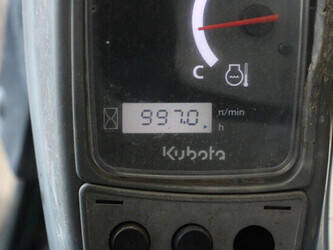 C
997.0 n/min
h
Kubota